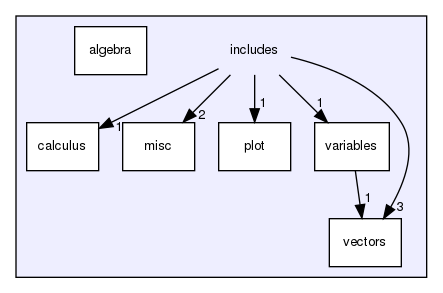 algebra
includes
1
2
1
1
calculus
misc
plot
variables
1
3
vectors